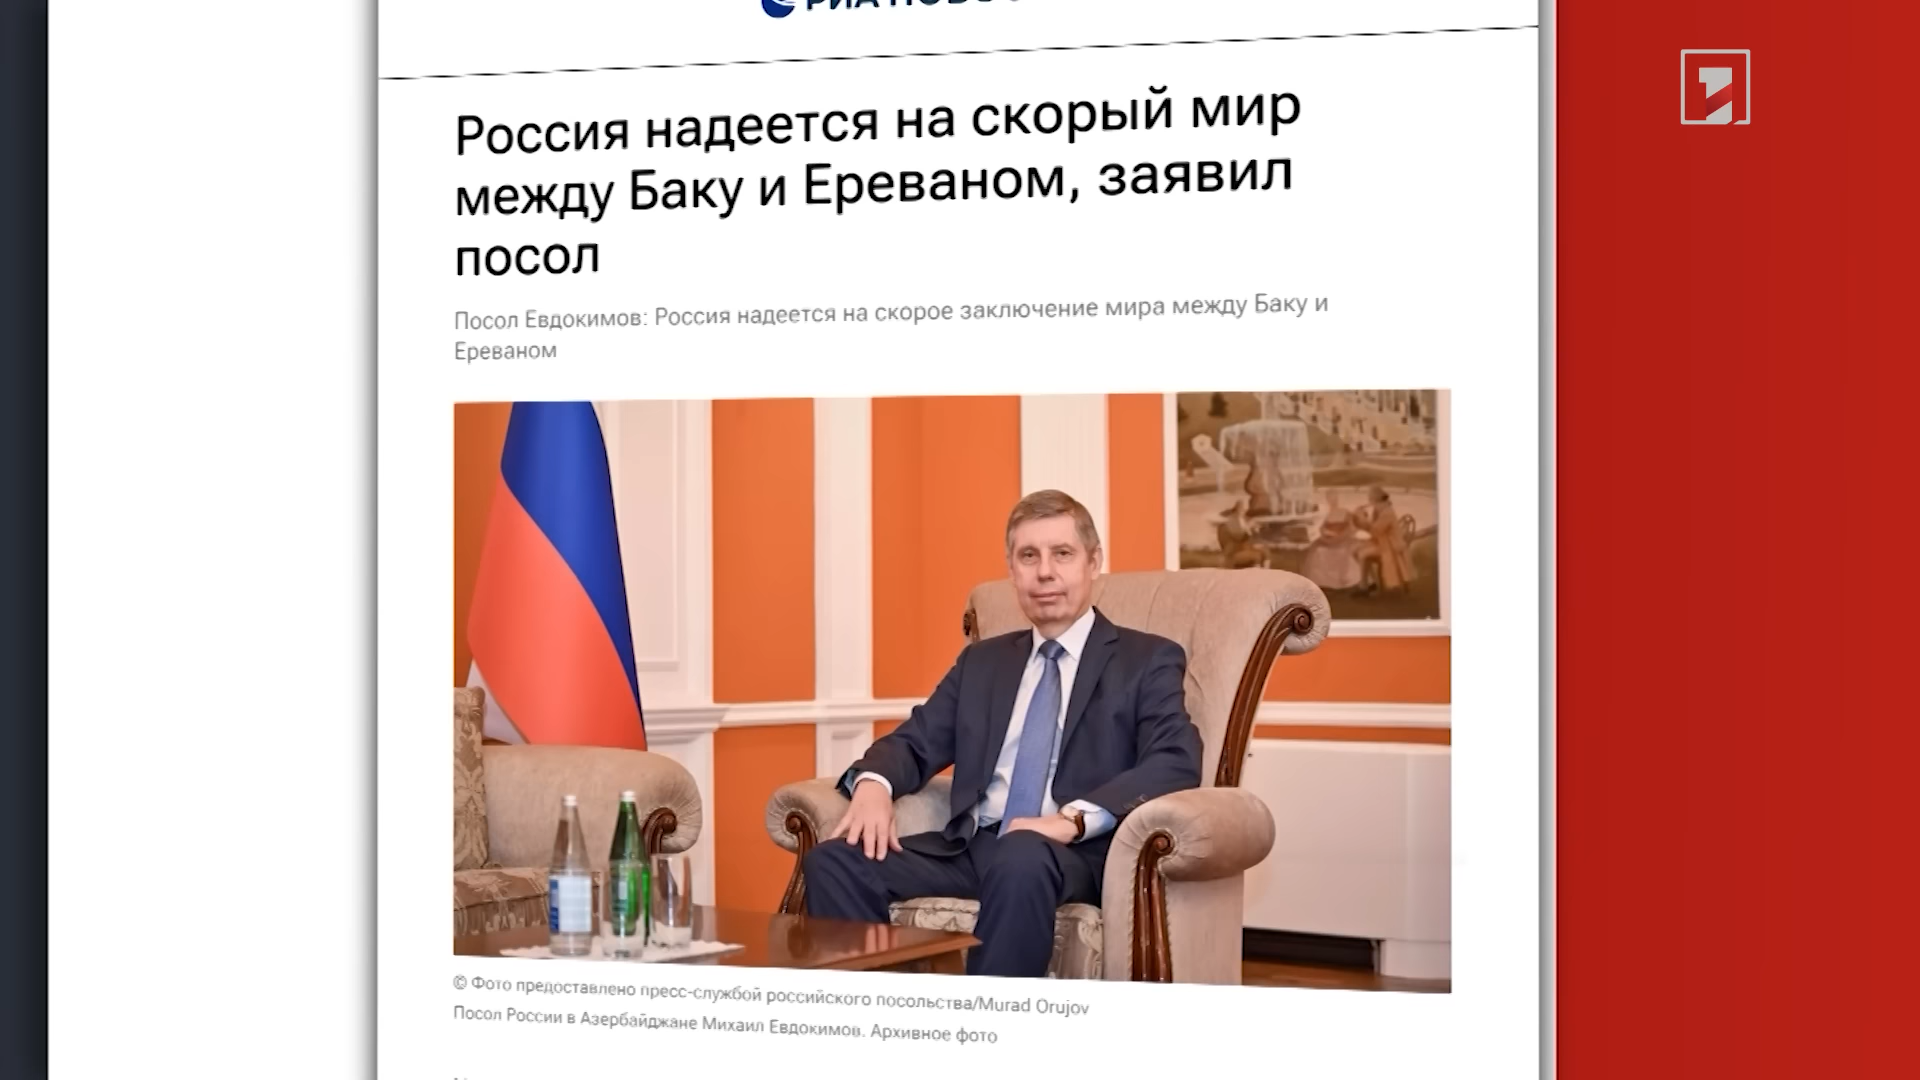 Россия надеется на скорый мир
между Баку и Ереваном, заявил
посол
Посол Евдокимов: Россия надеется на скорое заключение мира между Баку и
Ереваном
© Фото предоставлено пресс-службой российского посольства/Murad Orujov
Посол России в Азербайджане Михаил Евдокимов. Архивное фото